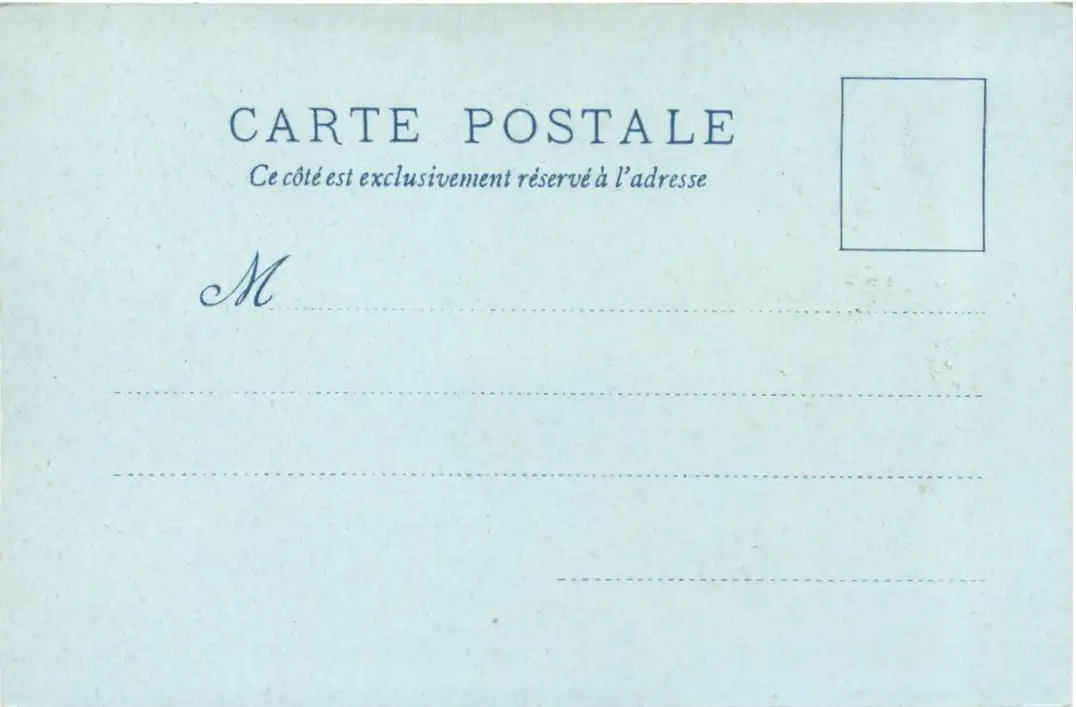 CARTE POSTALE
Ce côté est exclusivement réservé à l'adresse
M